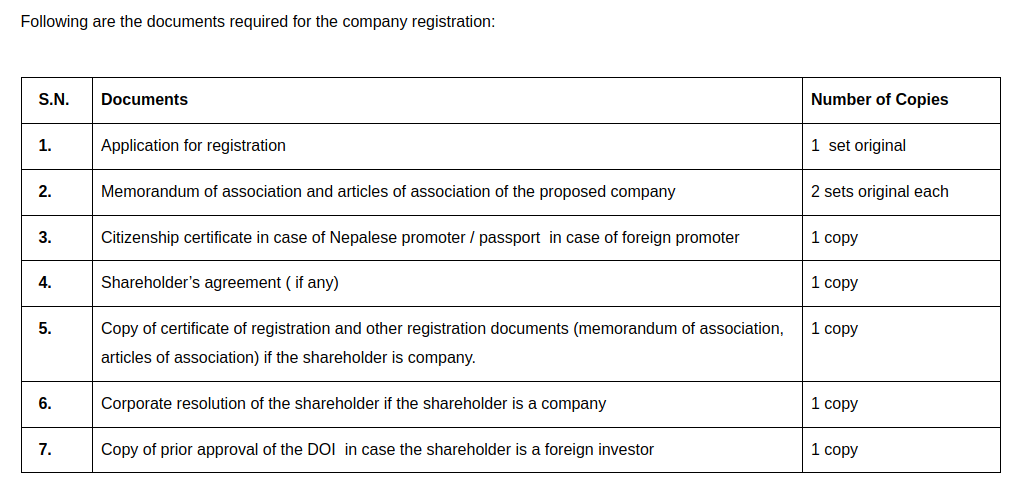 Following are the documents required for the company registration:
S.N. Documents Number of Copies
1. Application for registration 1  set original
2. Memorandum of association and articles of association of the proposed company 2 sets original each
3. Citizenship certificate in case of Nepalese promoter / passport  in case of foreign promoter 1 copy
4. Shareholder’s agreement ( if any) 1 copy
5. Copy of certificate of registration and other registration documents (memorandum of association, 1 copy
articles of association) if the shareholder is company.
6. Corporate resolution of the shareholder if the shareholder is a company 1 copy
7. Copy of prior approval of the DOI  in case the shareholder is a foreign investor 1 copy